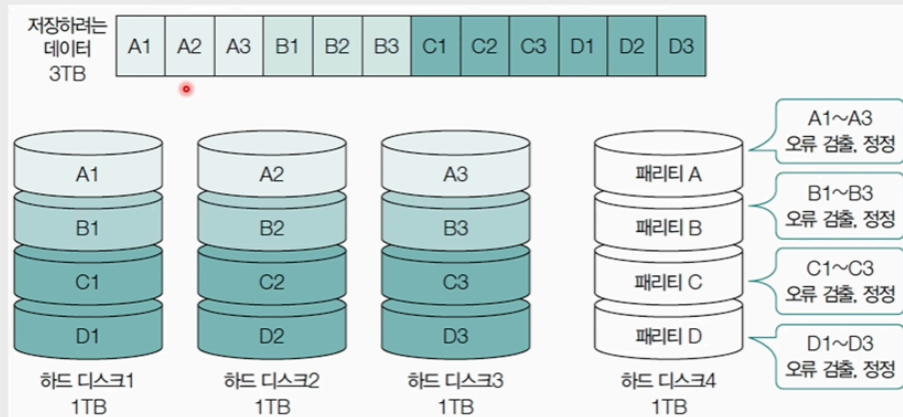 저장하려는
데이터
3TB
A1 A2 A3 B1 B2 B3 C1 C2 C3 D1 D2 D3
A1 A2 A3 패리티 A
B1 B2 B3 패리티 B
C1 C2 C3 패리티 C
D1 D2 D3 패리티 D
A1~A3
오류 검출, 정정
B1~B3
오류 검출, 정정
C1~C3
오류 검출, 정정
D1~D3
오류 검출, 정정
하드 디스크1
1TB
하드 디스크2
1TB
하드 디스크3
1TB
하드 디스크4
1TB